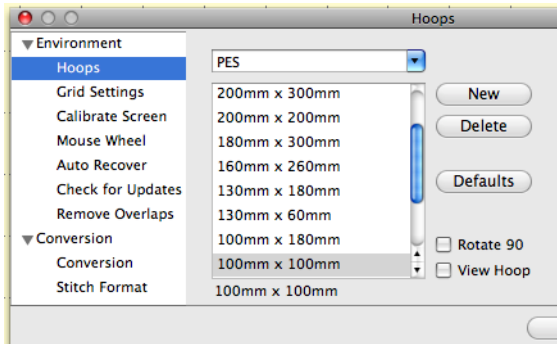 Hoops
Environment
Hoops
Grid Settings
Calibrate Screen
Mouse Wheel
Auto Recover
Check for Updates
Remove Overlaps
Conversion
Conversion
Stitch Format
PES
200mm x 300mm
200mm x 200mm
180mm x 300mm
160mm x 260mm
130mm x 180mm
130mm x 60mm
100mm x 180mm
100mm x 100mm
100mm x 100mm
New
Delete
Defaults
Rotate 90
View Hoop